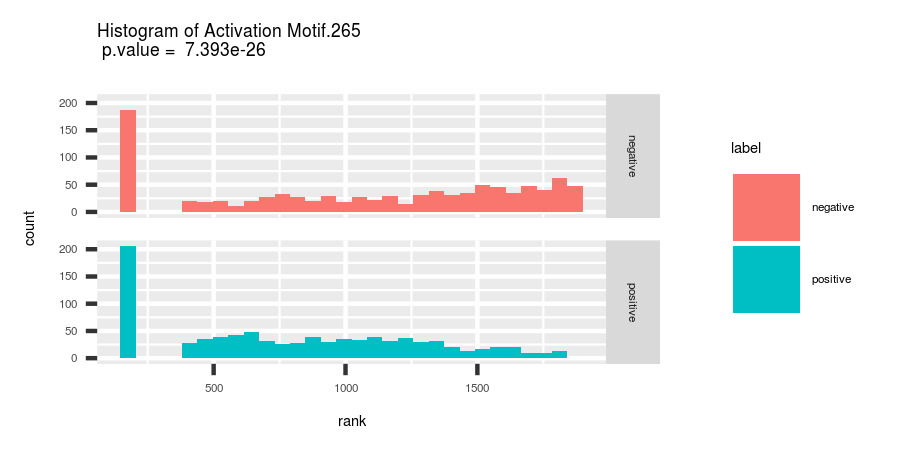 Histogram of Activation Motif.265
p.value =  7.393e-26
count
200
150
100
50
0
negative
200
150
100
50
0
positive
500
1000
1500
rank
label
negative
positive